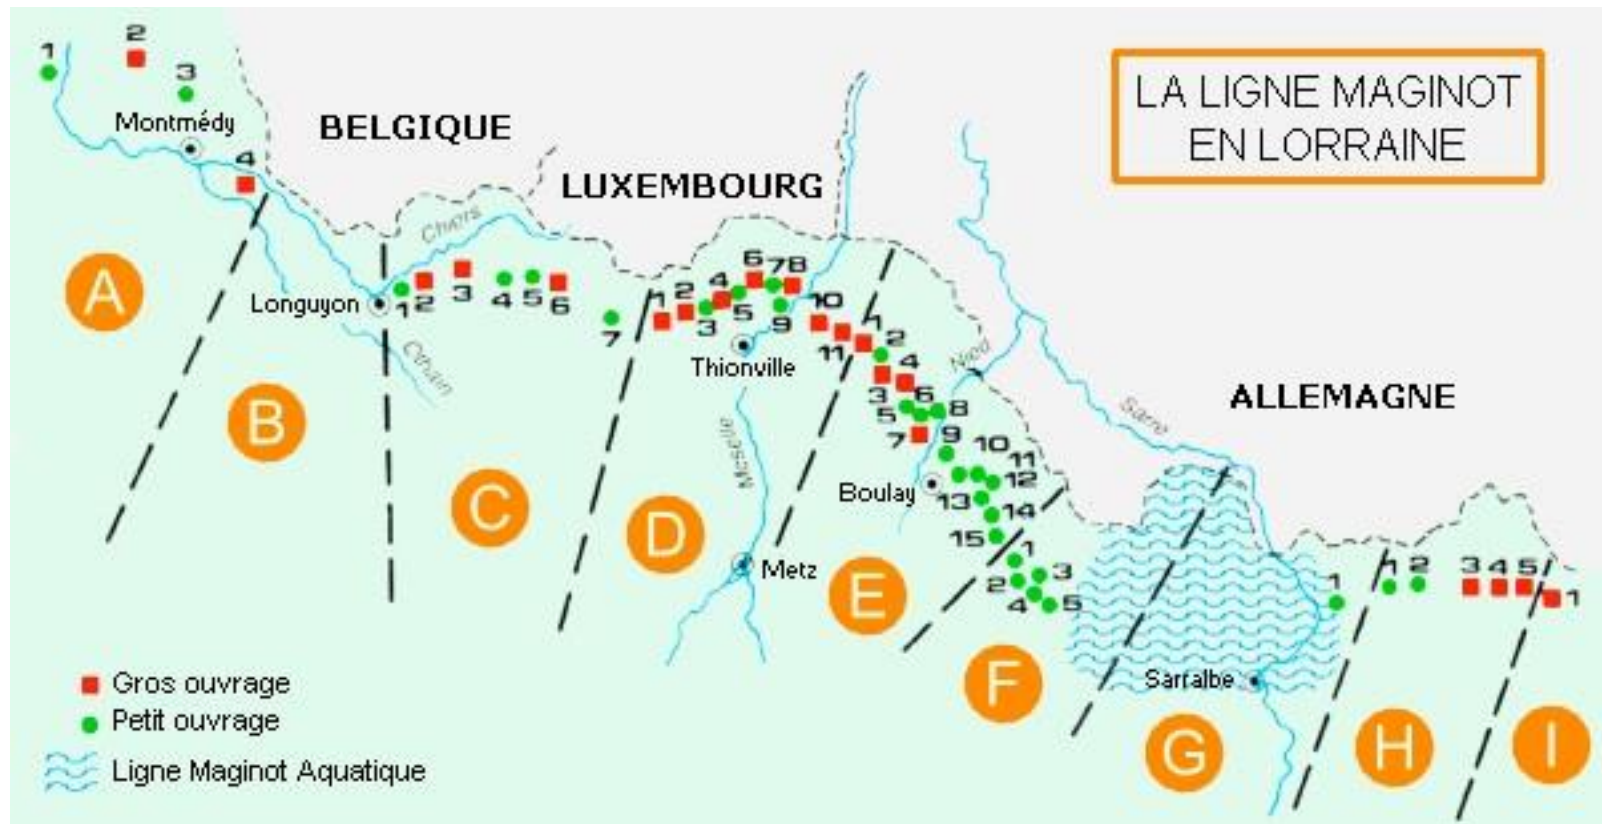 LA LIGNE MAGINOT
EN LORRAINE
1
2
3
Montmédy
4
BELGIQUE
LUXEMBOURG
ALLEMAGNE
A
B
C
D
E
F
G
H
I
Longuyon
Chiers
Othain
1
2
3
4
5
6
7
1
2
3
4
5
6
7
8
9
10
11
Thionville
Moselle
Metz
1
2
3
4
5
6
7
8
9
10
11
12
13
14
15
Nied
Boulay
1
2
3
4
5
Sarre
Sarralbe
1
1
2
3
4
5
1
Gros ouvrage
Petit ouvrage
Ligne Maginot Aquatique